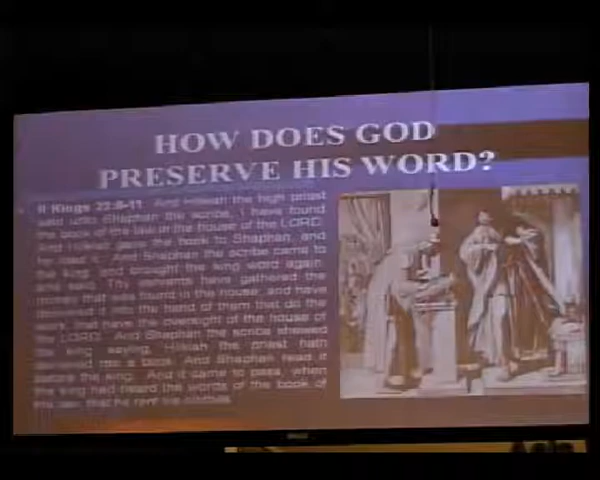 HOW DOES GOD
PRESERVE HIS WORD?
II Kings 22:8-11 And Hilkiah the high priest
said unto Shaphan the scribe, I have found
the book of the law in the house of the LORD.
And Hilkiah gave the book to Shaphan, and
he read it. And Shaphan the scribe came to
the king, and brought the king word again,
and said, Thy servants have gathered the
money that was found in the house, and have
delivered it into the hand of them that do the
work, that have the oversight of the house of
the LORD. And Shaphan the scribe shewed
the king, saying, Hilkiah the priest hath
delivered me a book. And Shaphan read it
before the king. And it came to pass, when
the king had heard the words of the book of
the law, that he rent his clothes.